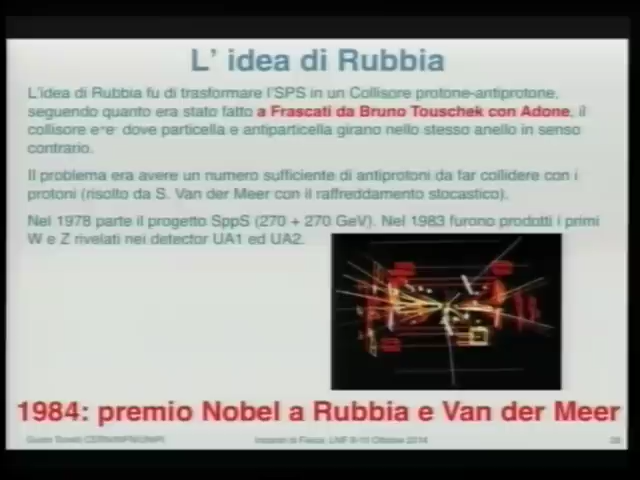 L' idea di Rubbia
L'idea di Rubbia fu di trasformare l'SPS in un Collisore protone-antiprotone,
seguendo quanto era stato fatto a Frascati da Bruno Touschek con Adone, il
collisore e⁺e⁻ dove particella e antiparticella girano nello stesso anello in senso
contrario.
Il problema era avere un numero sufficiente di antiprotoni da far collidere con i
protoni (risolto da S. Van der Meer con il raffreddamento stocastico).
Nel 1978 parte il progetto SppS (270 + 270 GeV). Nel 1983 furono prodotti i primi
W e Z rivelati nei detector UA1 ed UA2.
1984: premio Nobel a Rubbia e Van der Meer
Incontri di Fisica, LNF 8-10 Ottobre 2014